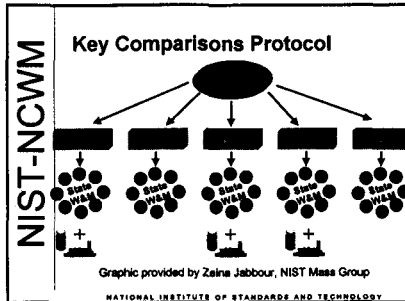 NIST-NCWM
Key Comparisons Protocol
State
W&M
State
W&M
State
W&M
State
W&M
State
W&M
+
+
+
Graphic provided by Zeina Jabbour, NIST Mass Group
NATIONAL INSTITUTE OF STANDARDS AND TECHNOLOGY